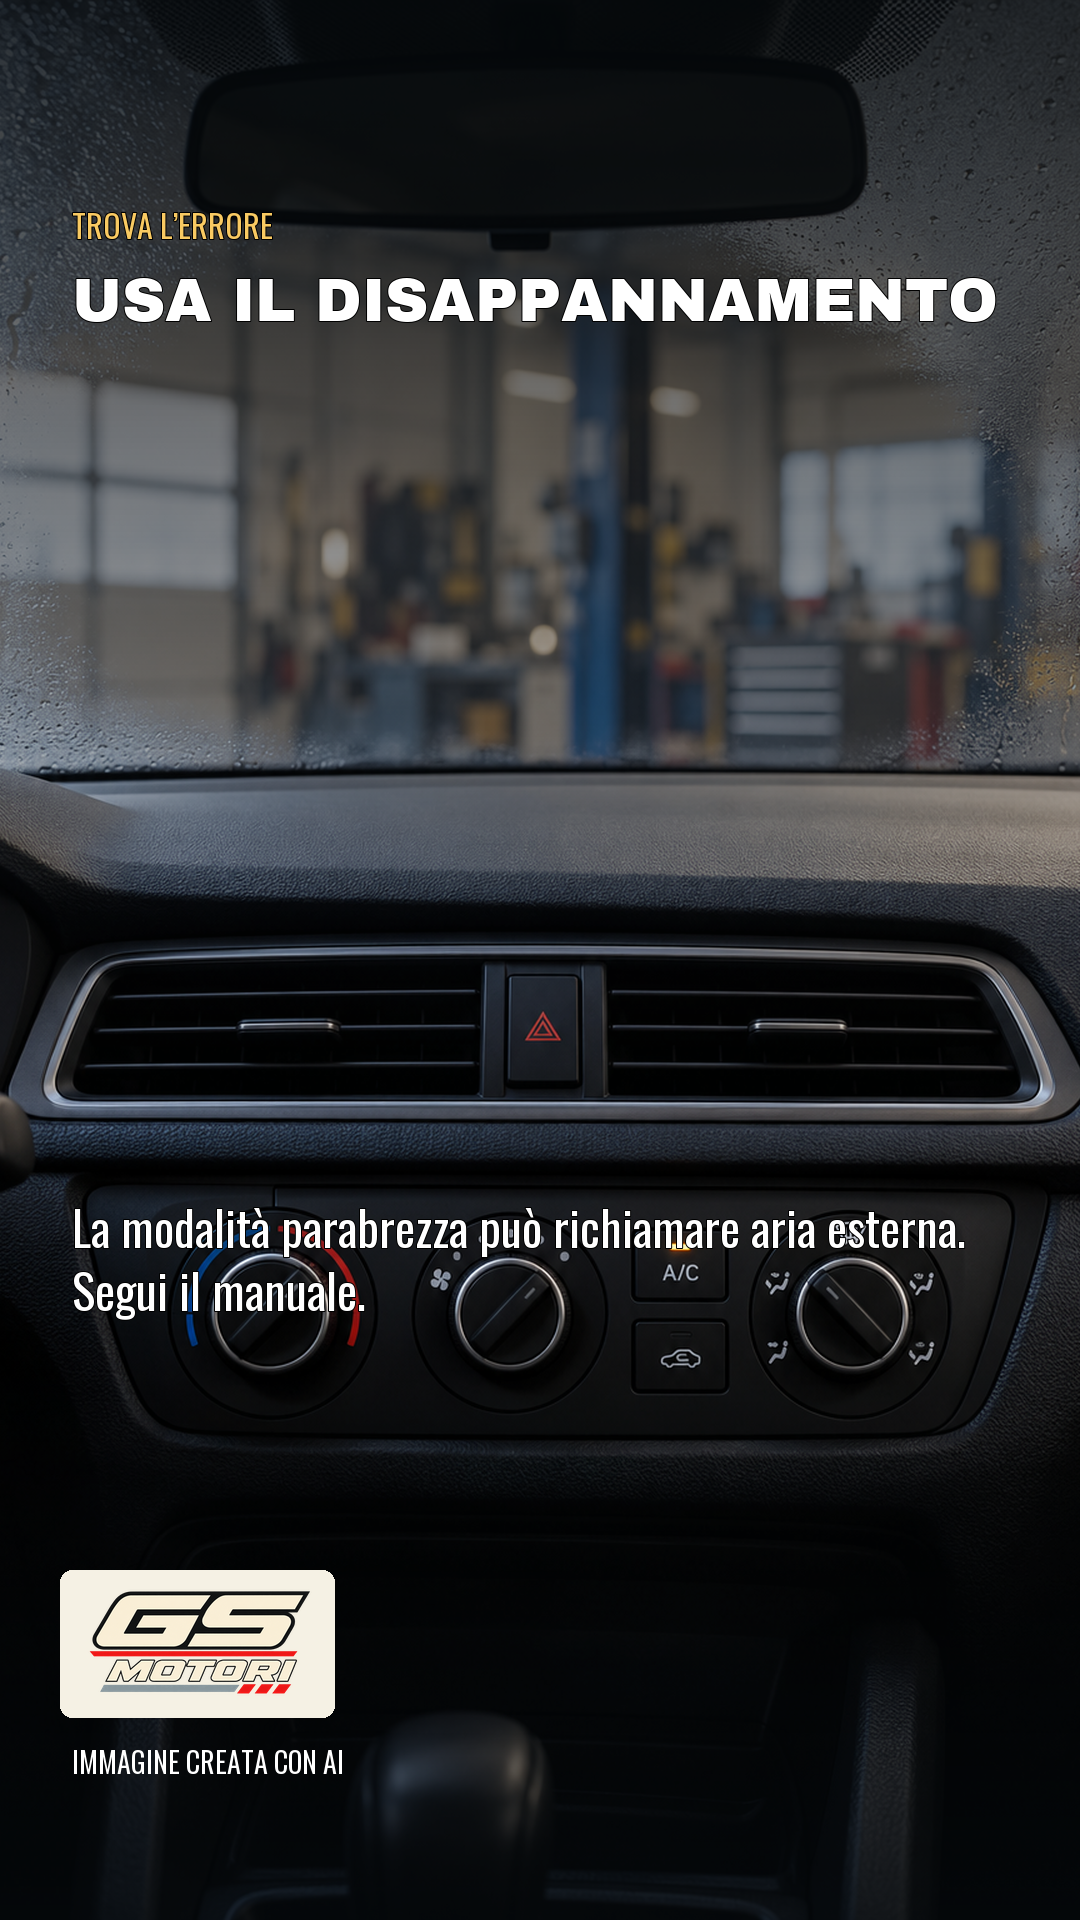 TROVA L'ERRORE
USA IL DISAPPANNAMENTO
La modalità parabrezza può richiamare aria esterna.
Segui il manuale.
A/C
GS
MOTORI
IMMAGINE CREATA CON AI